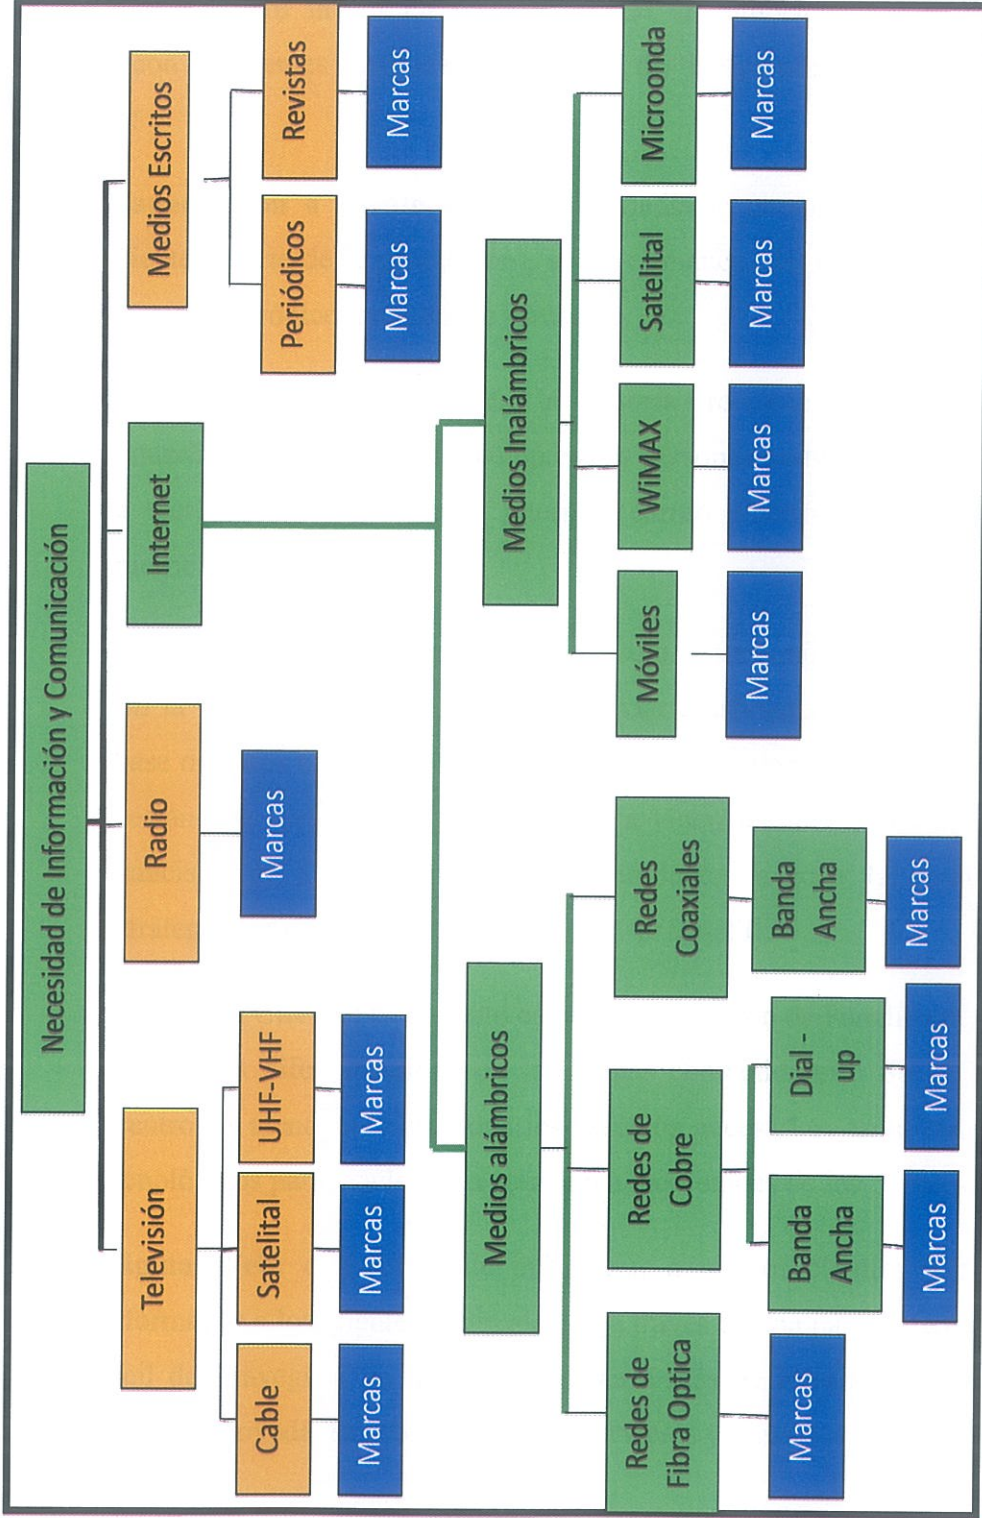 Necesidad de Información y Comunicación
Televisión
Radio
Internet
Medios Escritos
Cable
Satelital
UHF-VHF
Marcas
Periódicos
Revistas
Marcas
Marcas
Marcas
Marcas
Marcas
Medios alámbricos
Medios Inalámbricos
Redes de
Fibra Optica
Redes de
Cobre
Redes
Coaxiales
Móviles
WiMAX
Satelital
Microonda
Marcas
Banda
Ancha
Dial -
up
Banda
Ancha
Marcas
Marcas
Marcas
Marcas
Marcas
Marcas
Marcas